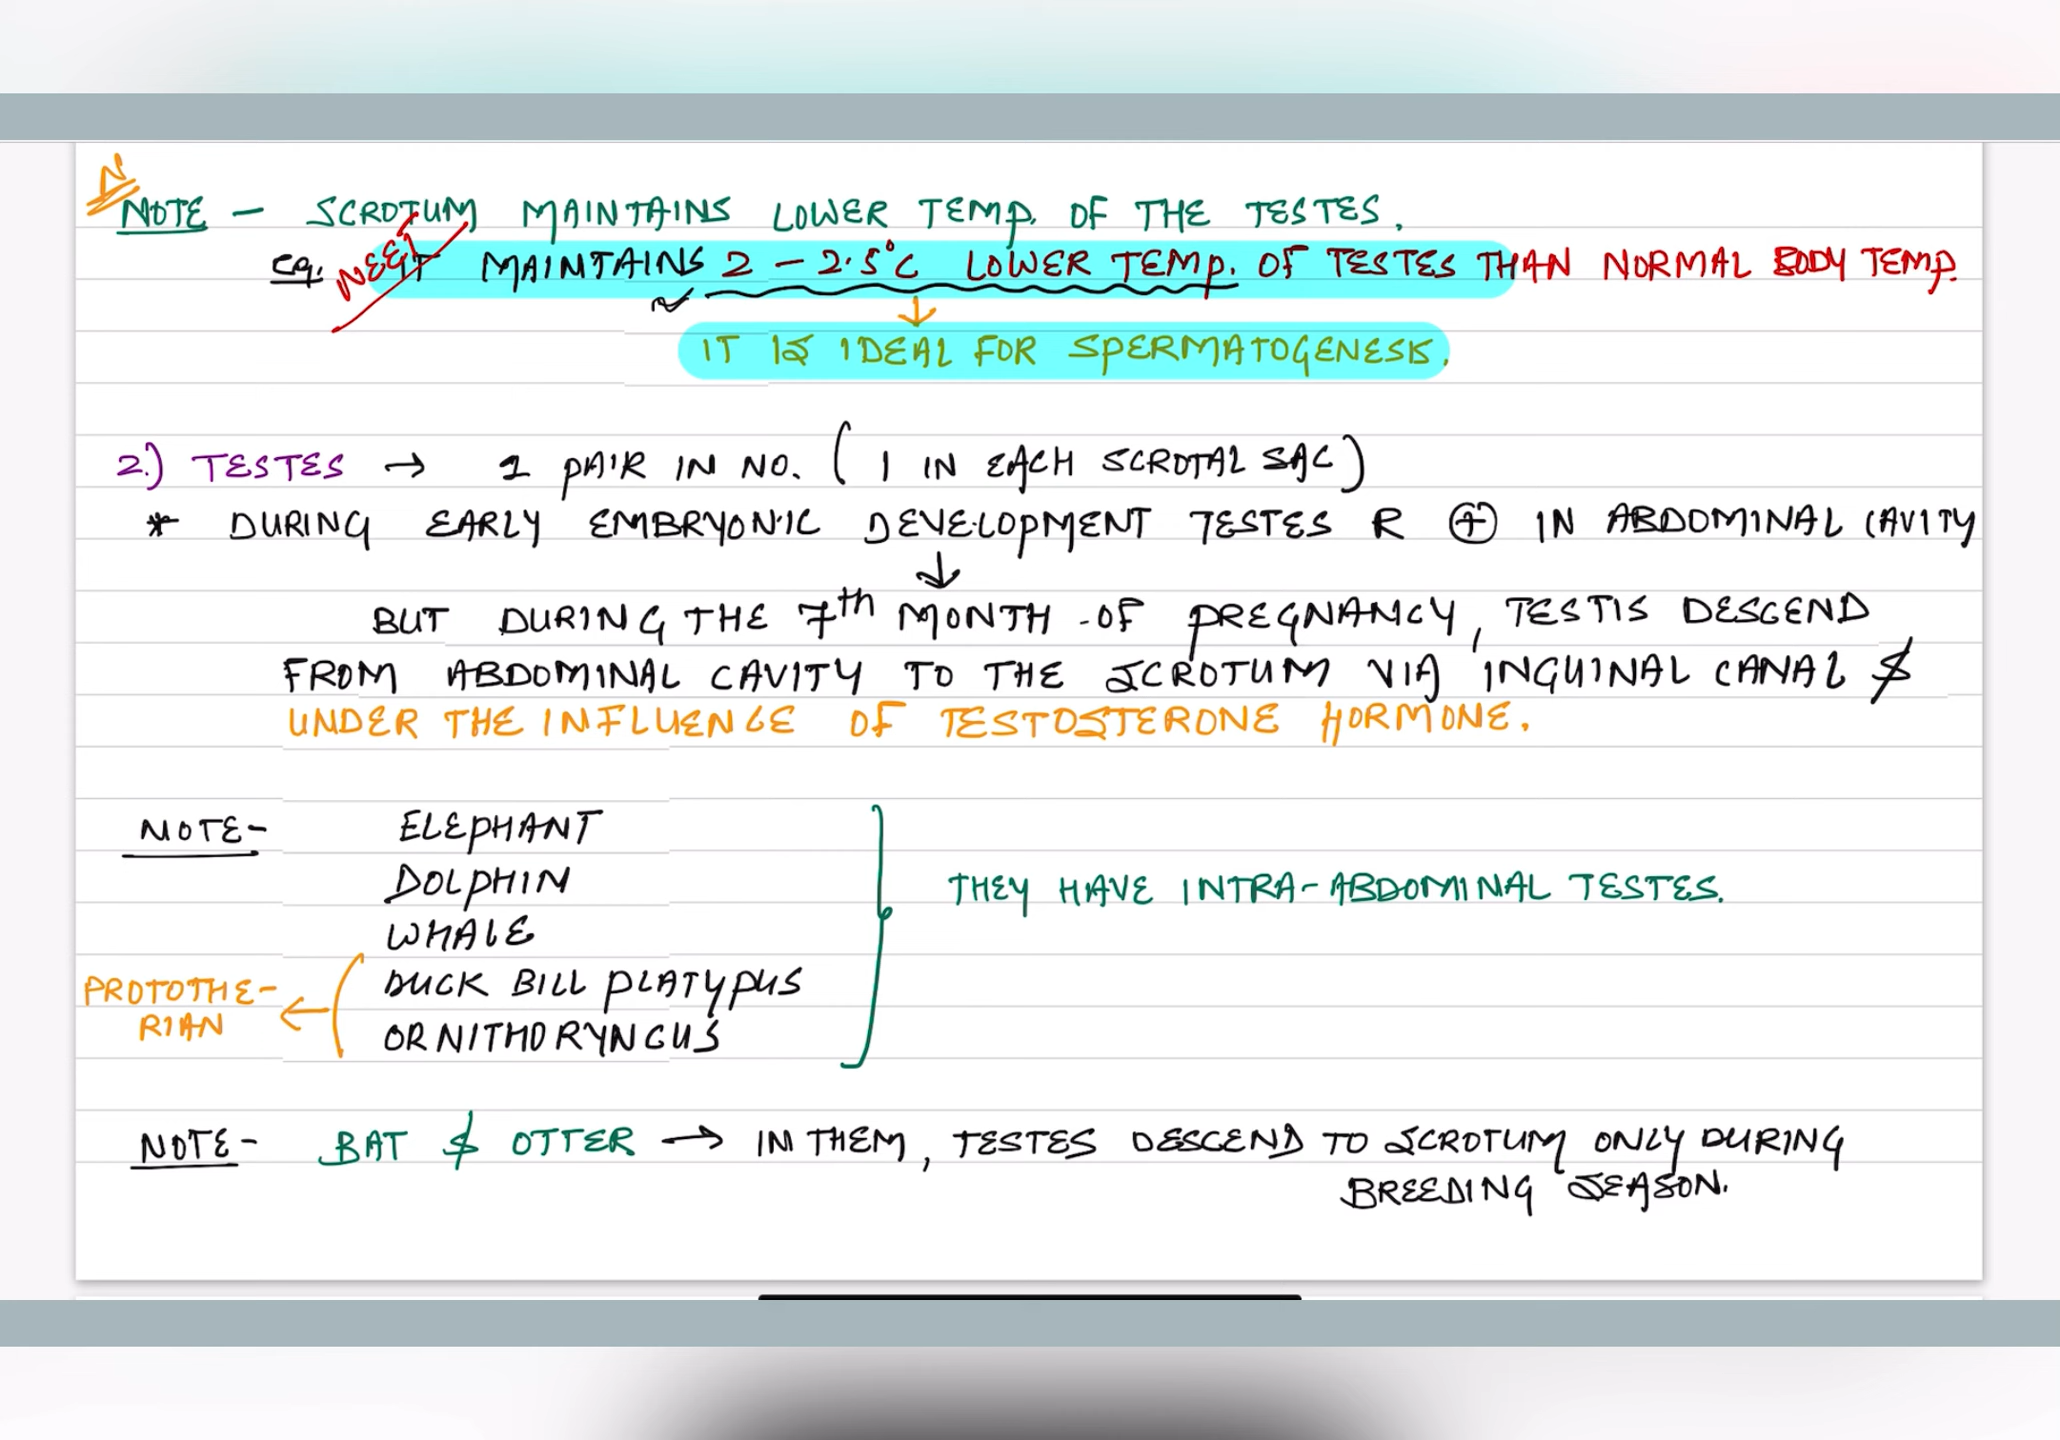 N
NOTE - SCROTUM MAINTAINS LOWER TEMP. OF THE TESTES.
eg. NEET IT MAINTAINS 2 - 2.5°C LOWER TEMP. OF TESTES THAN NORMAL BODY TEMP.
↓
IT IS IDEAL FOR SPERMATOGENESIS.
2.) TESTES → 1 PAIR IN NO. (1 IN EACH SCROTAL SAC)
* DURING EARLY EMBRYONIC DEVELOPMENT TESTES R ⊕ IN ABDOMINAL CAVITY
↓
BUT DURING THE 7th MONTH OF PREGNANCY, TESTIS DESCEND
FROM ABDOMINAL CAVITY TO THE SCROTUM VIA INGUINAL CANAL &
UNDER THE INFLUENCE OF TESTOSTERONE HORMONE.
NOTE- ELEPHANT
DOLPHIN
THEY HAVE INTRA-ABDOMINAL TESTES.
WHALE
DUCK BILL PLATYPUS
PROTOTHE-
RIAN ←
ORNITHORYNCUS
NOTE- BAT & OTTER → IN THEM, TESTES DESCEND TO SCROTUM ONLY DURING
BREEDING SEASON.